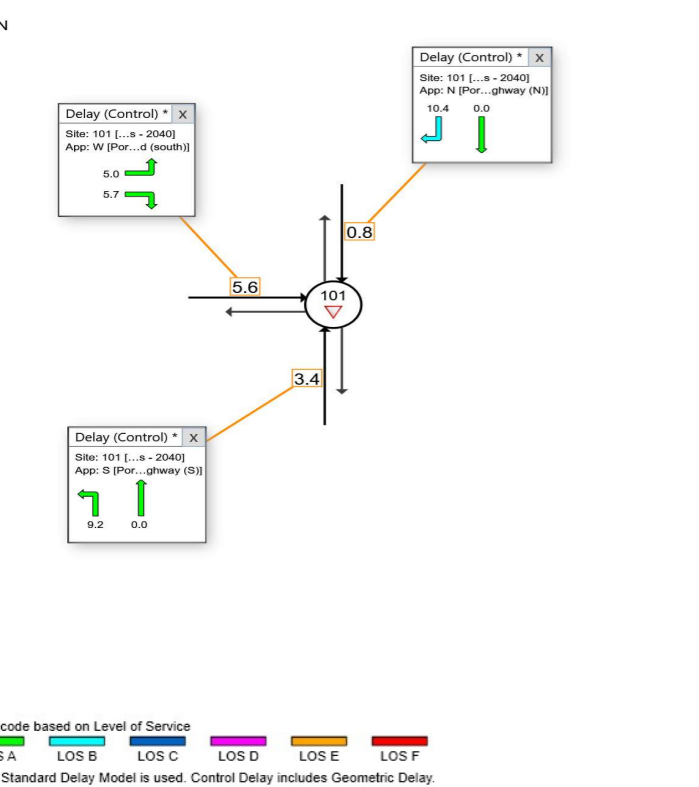 N
Delay (Control) * X
Site: 101 [...s - 2040]
App: N [Por...ghway (N)]
10.4 0.0
Delay (Control) * X
Site: 101 [...s - 2040]
App: W [Por...d (south)]
5.0
5.7
0.8
5.6
101
3.4
Delay (Control) * X
Site: 101 [...s - 2040]
App: S [Por...ghway (S)]
9.2 0.0
code based on Level of Service
S A LOS B LOS C LOS D LOS E LOS F
Standard Delay Model is used. Control Delay includes Geometric Delay.